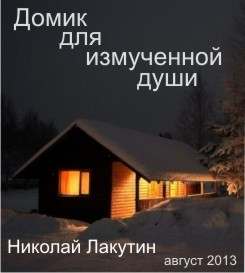 Домик
для
измученной
души
Николай Лакутин
август 2013